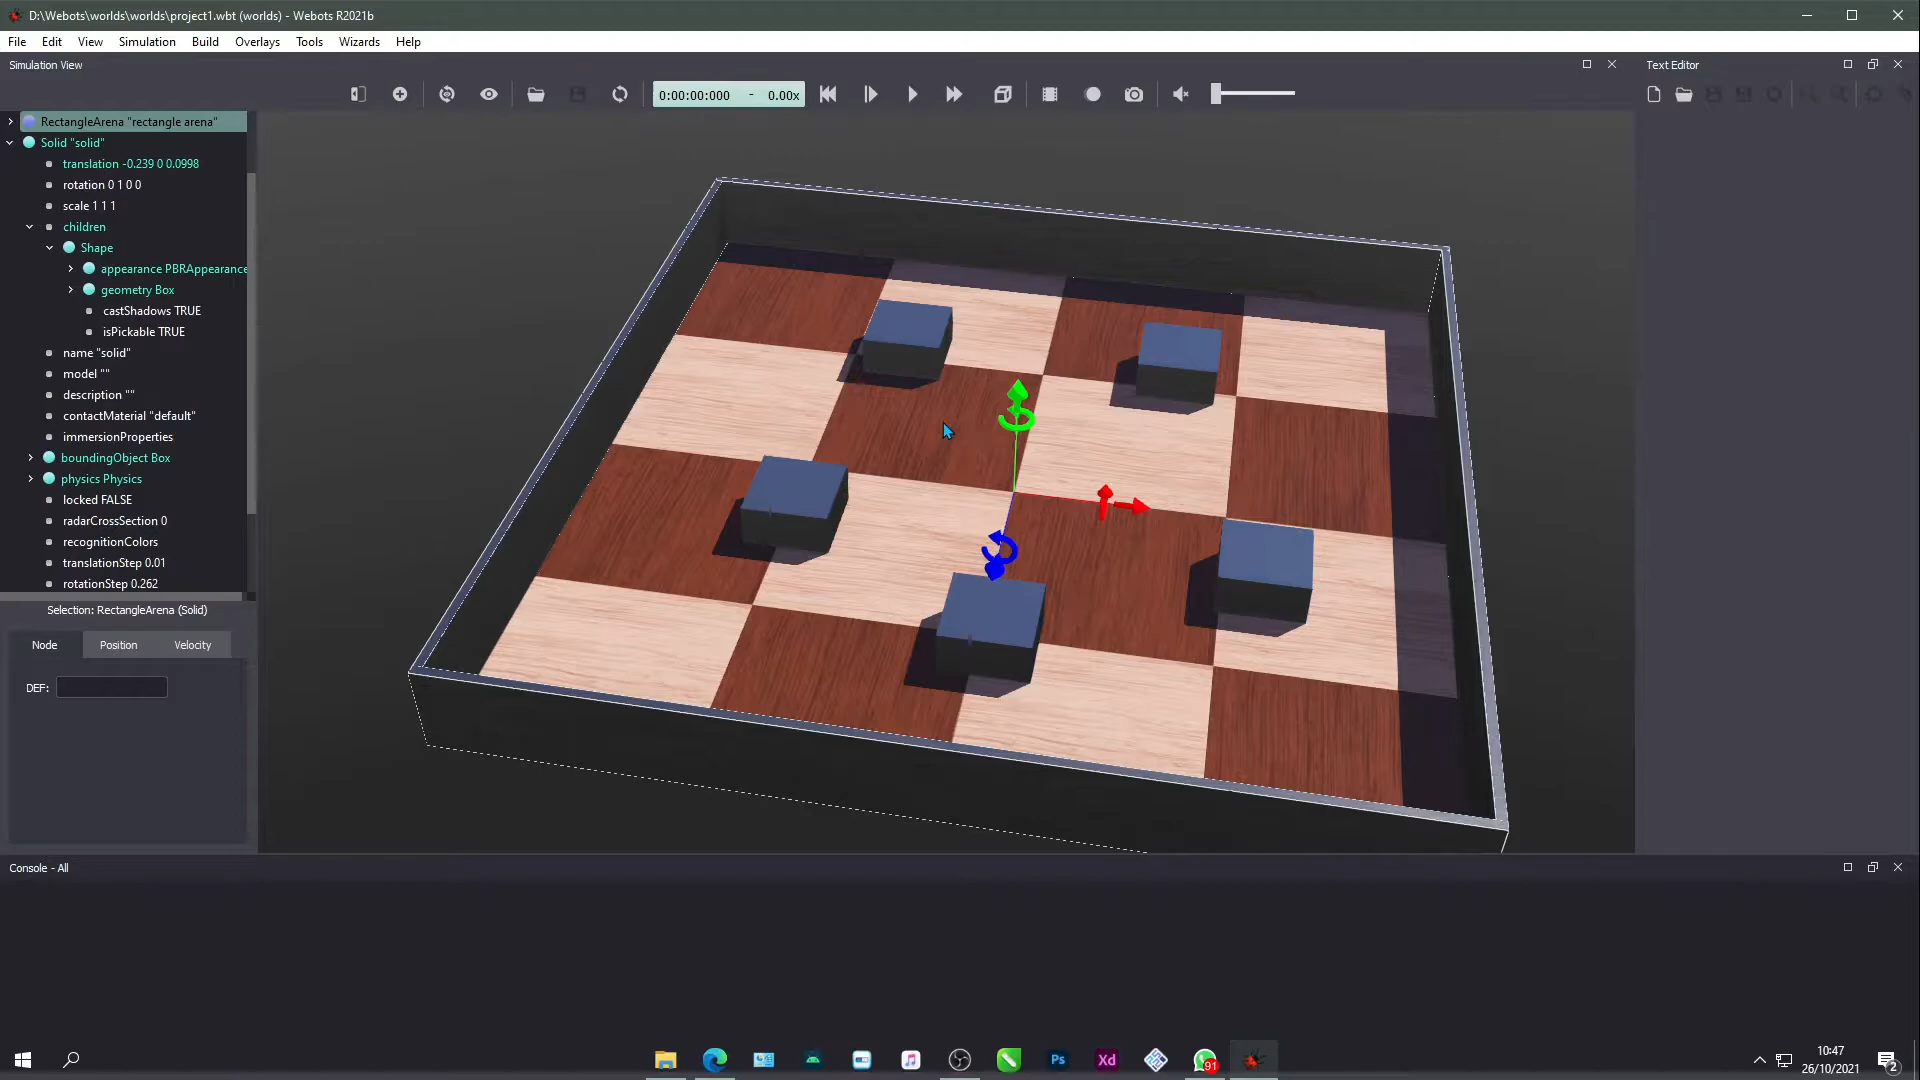 D:\Webots\worlds\worlds\project1.wbt (worlds) - Webots R2021b
File Edit View Simulation Build Overlays Tools Wizards Help
Simulation View
Text Editor
0:00:00:000 - 0.00x
RectangleArena "rectangle arena"
Solid "solid"
translation -0.239 0 0.0998
rotation 0 1 0 0
scale 1 1 1
children
Shape
appearance PBRAppearance
geometry Box
castShadows TRUE
isPickable TRUE
name "solid"
model ""
description ""
contactMaterial "default"
immersionProperties
boundingObject Box
physics Physics
locked FALSE
radarCrossSection 0
recognitionColors
translationStep 0.01
rotationStep 0.262
Selection: RectangleArena (Solid)
Node Position Velocity
DEF:
Console - All
Ps
Xd
91
10:47
26/10/2021
2